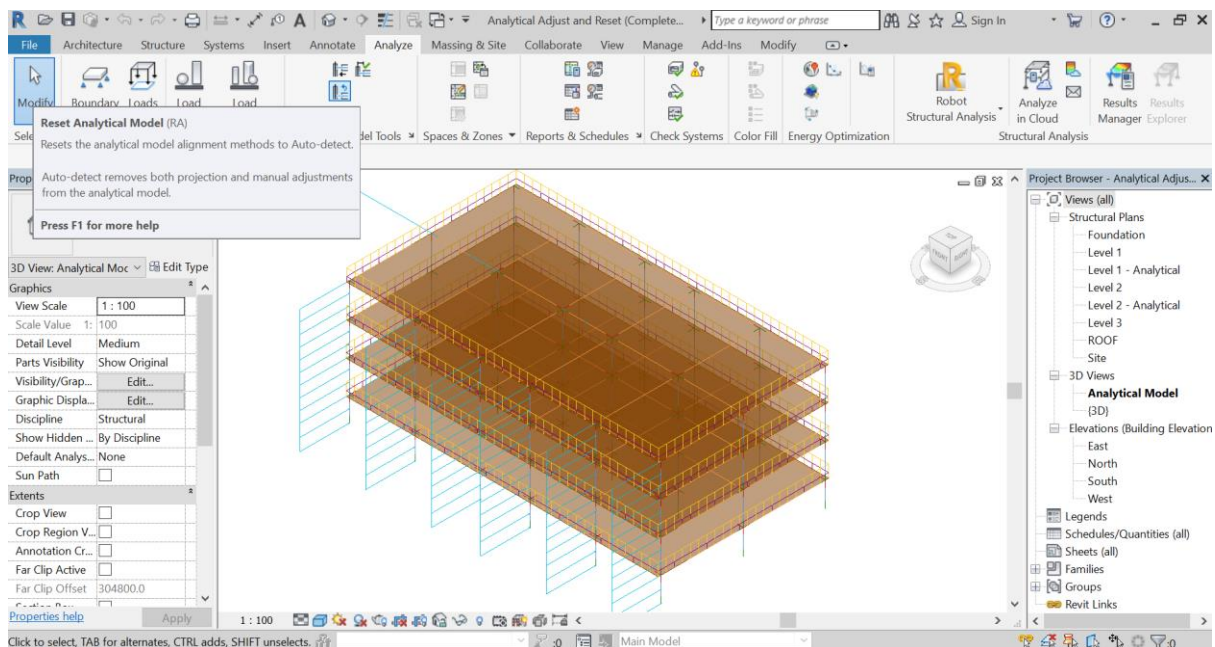 Analytical Adjust and Reset (Complete...
Type a keyword or phrase
Sign In
File Architecture Structure Systems Insert Annotate Analyze Massing & Site Collaborate View Manage Add-Ins Modify
Modify Boundary Loads Load Load
Robot
Structural Analysis
Analyze
in Cloud
Results
Manager
Results
Explorer
Sele
del Tools Spaces & Zones Reports & Schedules Check Systems Color Fill Energy Optimization Structural Analysis
Reset Analytical Model (RA)
Resets the analytical model alignment methods to Auto-detect.
Auto-detect removes both projection and manual adjustments
from the analytical model.
Press F1 for more help
Prop
3D View: Analytical Moc Edit Type
Graphics
View Scale 1 : 100
Scale Value 1: 100
Detail Level Medium
Parts Visibility Show Original
Visibility/Grap... Edit...
Graphic Displa... Edit...
Discipline Structural
Show Hidden ... By Discipline
Default Analys... None
Sun Path
Extents
Crop View
Crop Region V...
Annotation Cr...
Far Clip Active
Far Clip Offset 304800.0
Properties help Apply
TOP
FRONT
RIGHT
Project Browser - Analytical Adjus...
Views (all)
Structural Plans
Foundation
Level 1
Level 1 - Analytical
Level 2
Level 2 - Analytical
Level 3
ROOF
Site
3D Views
Analytical Model
{3D}
Elevations (Building Elevation
East
North
South
West
Legends
Schedules/Quantities (all)
Sheets (all)
Families
Groups
Revit Links
1 : 100
Click to select, TAB for alternates, CTRL adds, SHIFT unselects.
:0
Main Model
:0